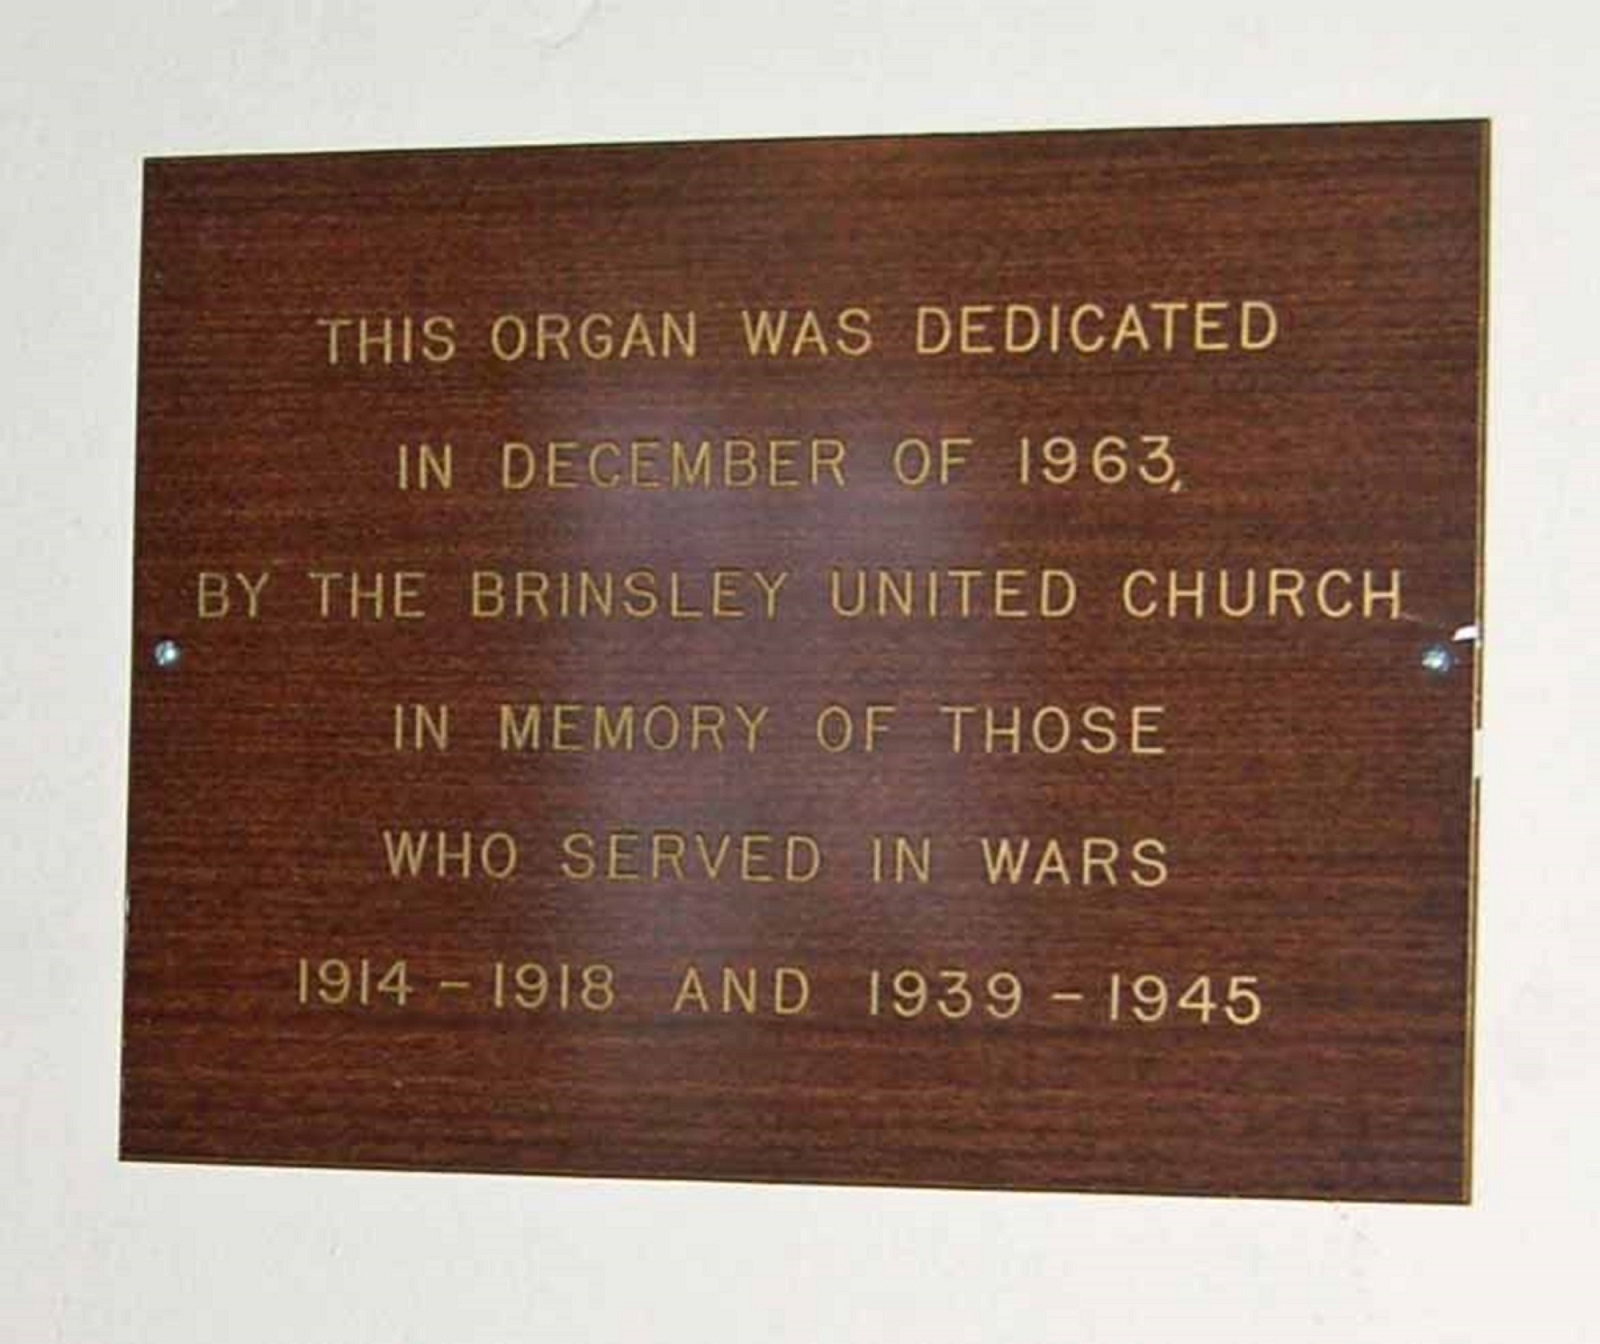 THIS ORGAN WAS DEDICATED
IN DECEMBER OF 1963,
BY THE BRINSLEY UNITED CHURCH
IN MEMORY OF THOSE
WHO SERVED IN WARS
1914 - 1918 AND 1939 - 1945